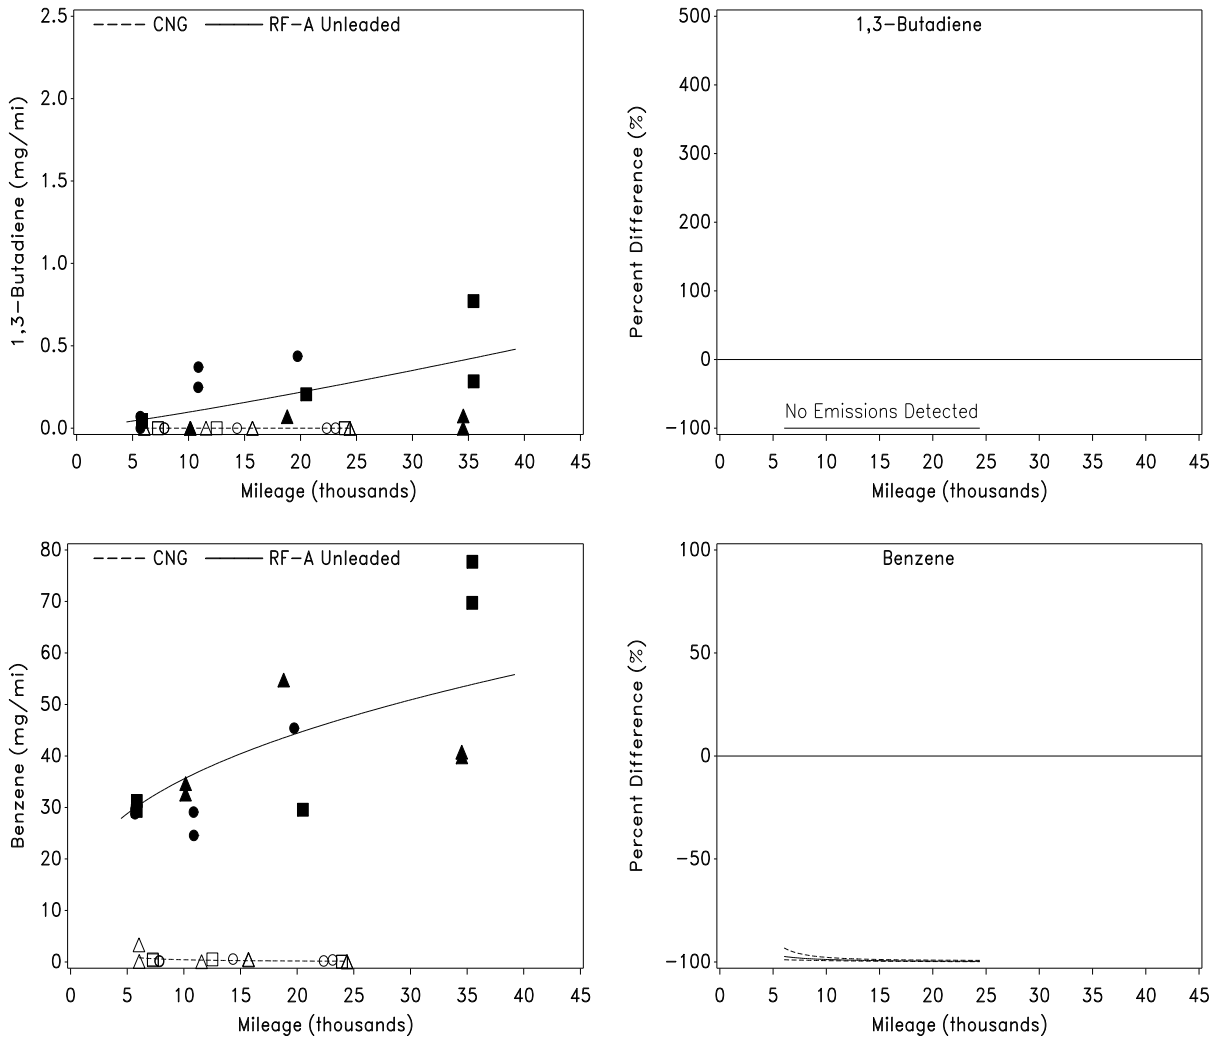 CNG RF-A Unleaded
2.5
2.0
1.5
1.0
0.5
0.0
1,3-Butadiene (mg/mi)
0 5 10 15 20 25 30 35 40 45
Mileage (thousands)
1,3-Butadiene
500
400
300
200
100
0
-100
Percent Difference (%)
No Emissions Detected
0 5 10 15 20 25 30 35 40 45
Mileage (thousands)
CNG RF-A Unleaded
80
70
60
50
40
30
20
10
0
Benzene (mg/mi)
0 5 10 15 20 25 30 35 40 45
Mileage (thousands)
Benzene
100
50
0
-50
-100
Percent Difference (%)
0 5 10 15 20 25 30 35 40 45
Mileage (thousands)